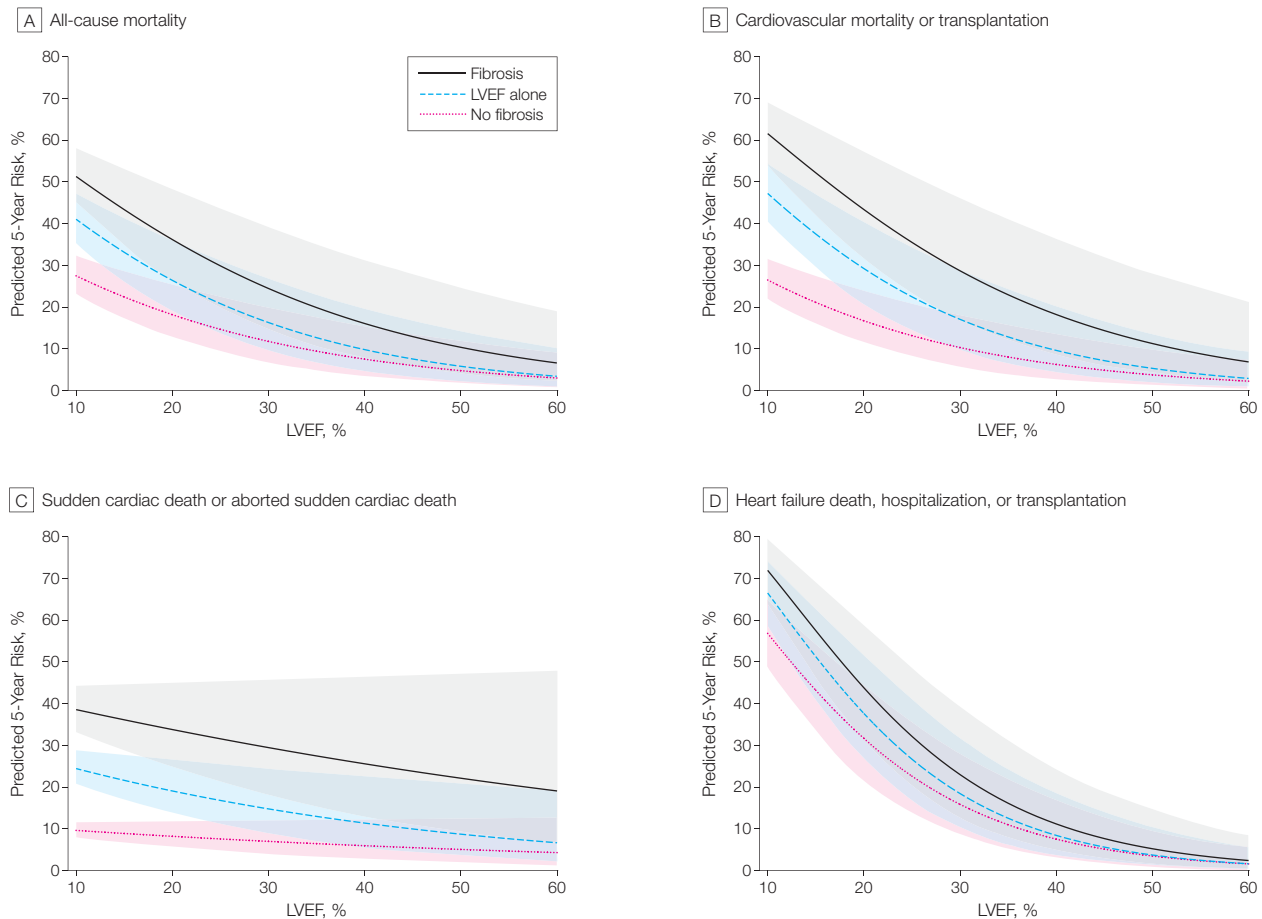 A All-cause mortality
80
70
60
50
40
30
20
10
0
Predicted 5-Year Risk, %
10 20 30 40 50 60
LVEF, %
Fibrosis
LVEF alone
No fibrosis
B Cardiovascular mortality or transplantation
80
70
60
50
40
30
20
10
0
Predicted 5-Year Risk, %
10 20 30 40 50 60
LVEF, %
C Sudden cardiac death or aborted sudden cardiac death
80
70
60
50
40
30
20
10
0
Predicted 5-Year Risk, %
10 20 30 40 50 60
LVEF, %
D Heart failure death, hospitalization, or transplantation
80
70
60
50
40
30
20
10
0
Predicted 5-Year Risk, %
10 20 30 40 50 60
LVEF, %